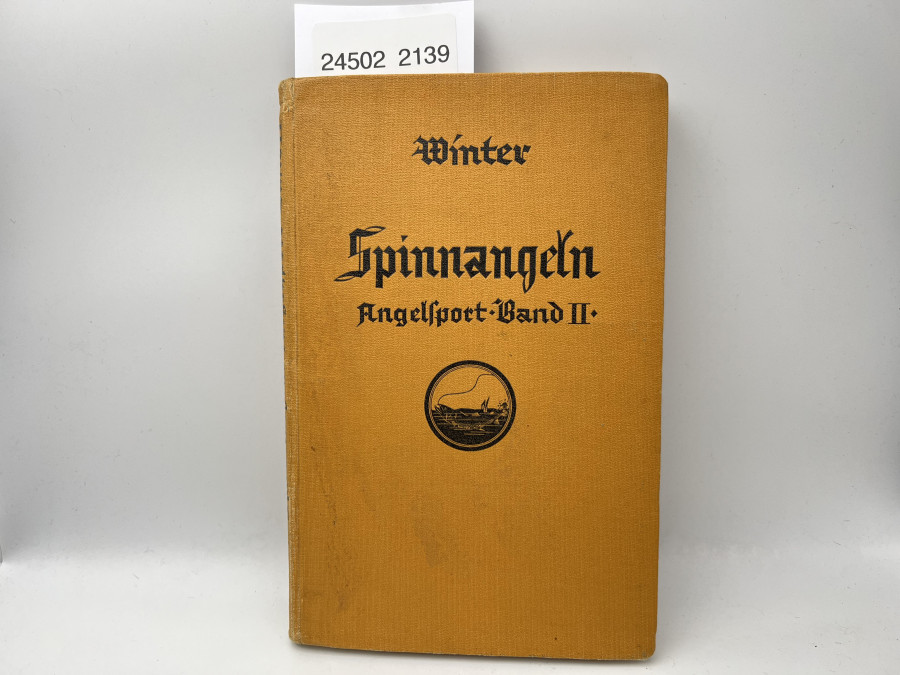 24502 2139
Winter
Spinnangeln
Angelſport · Band II ·